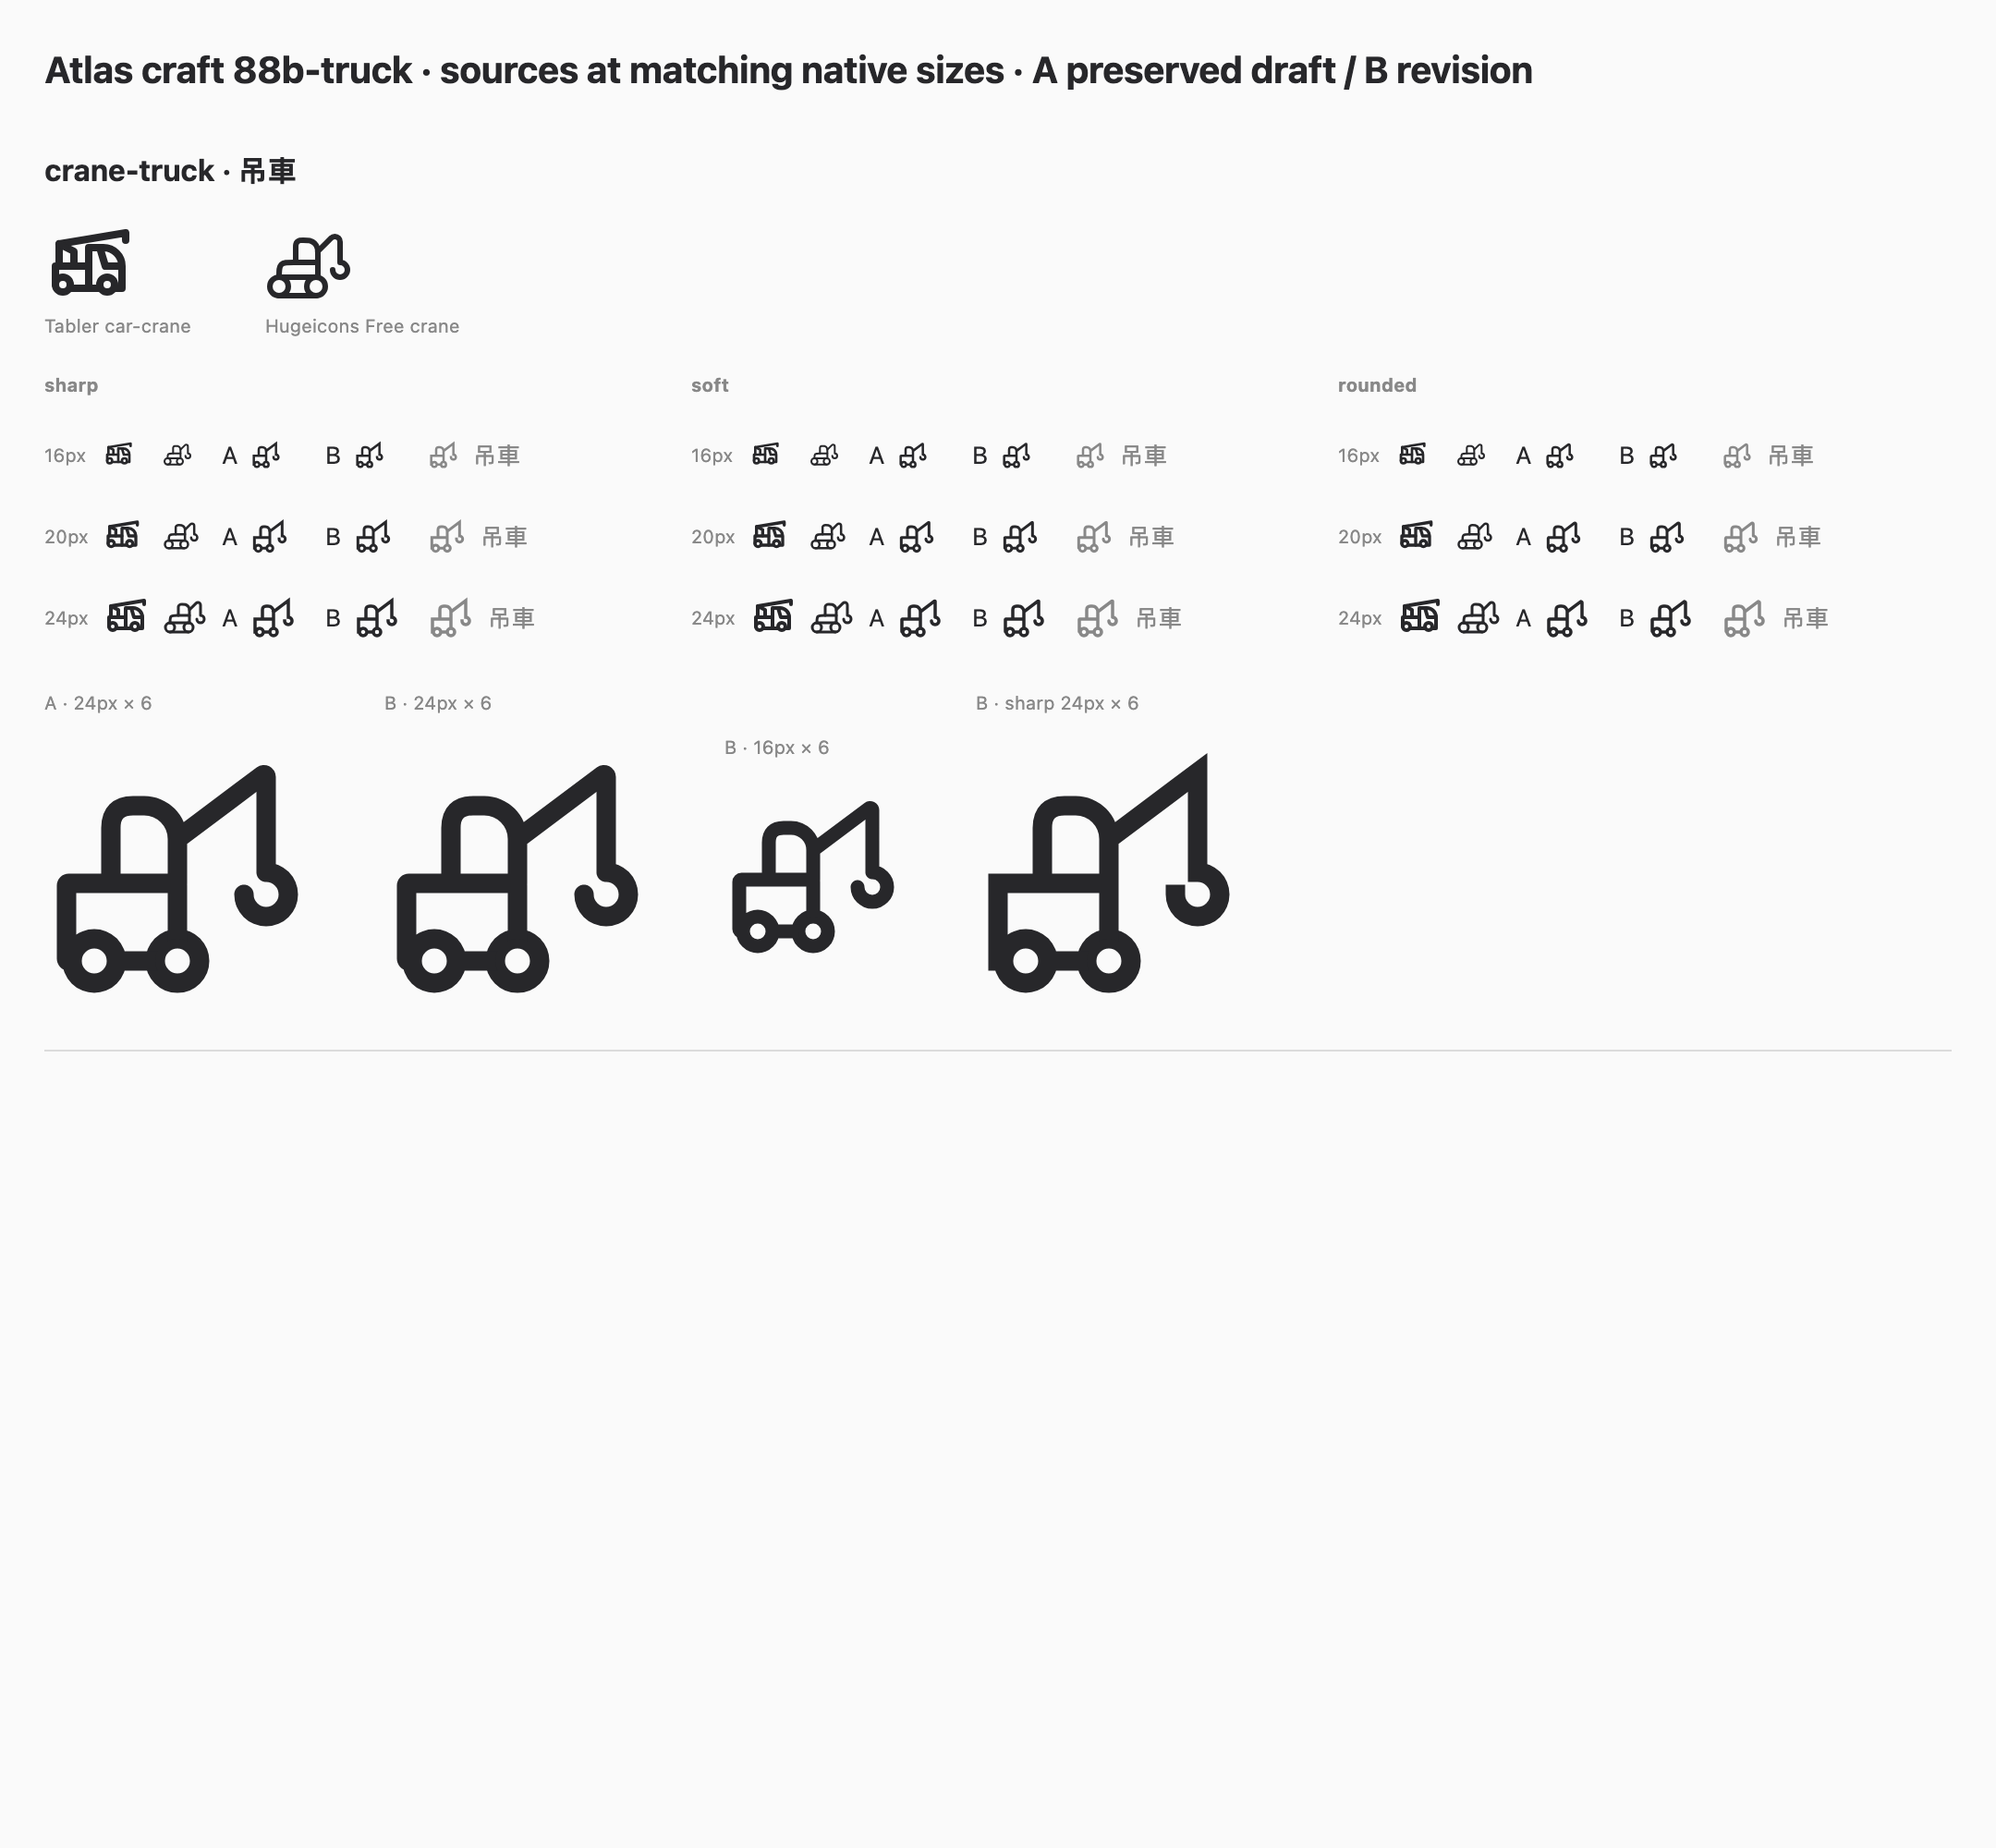 Atlas craft 88b-truck · sources at matching native sizes · A preserved draft / B revision
crane-truck · 吊車
Tabler car-crane
Hugeicons Free crane
sharp
soft
rounded
16px A B 吊車
16px A B 吊車
16px A B 吊車
20px A B 吊車
20px A B 吊車
20px A B 吊車
24px A B 吊車
24px A B 吊車
24px A B 吊車
A · 24px × 6
B · 24px × 6
B · 16px × 6
B · sharp 24px × 6